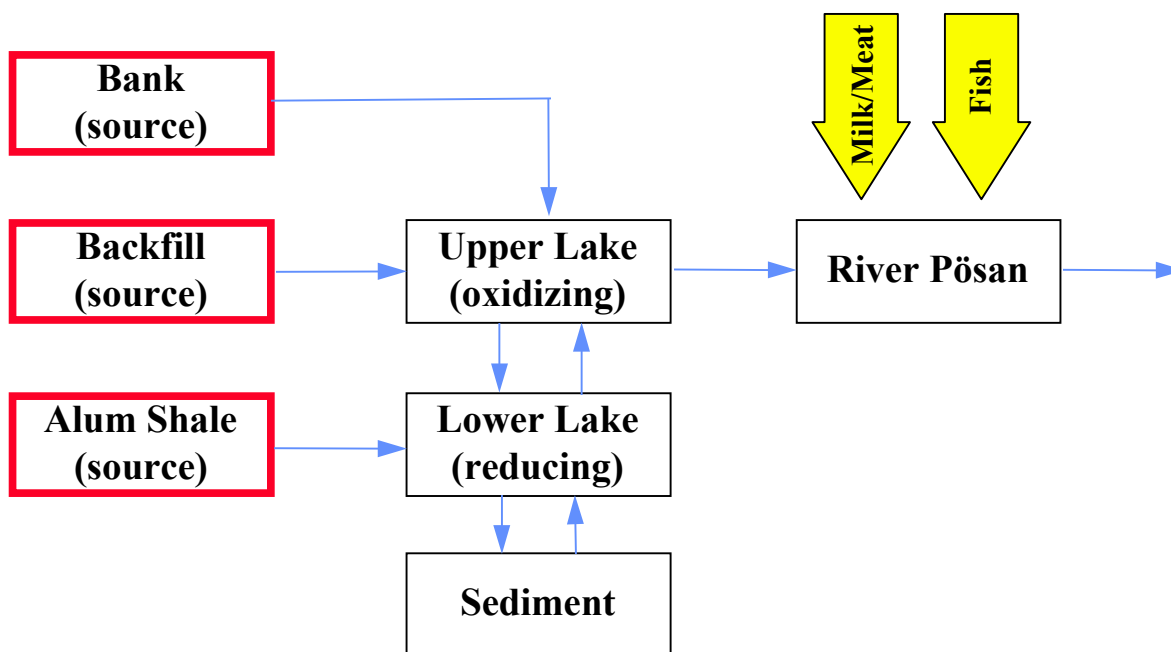 Bank
(source)
Milk/Meat
Fish
Backfill
(source)
Upper Lake
(oxidizing)
River Pösan
Alum Shale
(source)
Lower Lake
(reducing)
Sediment